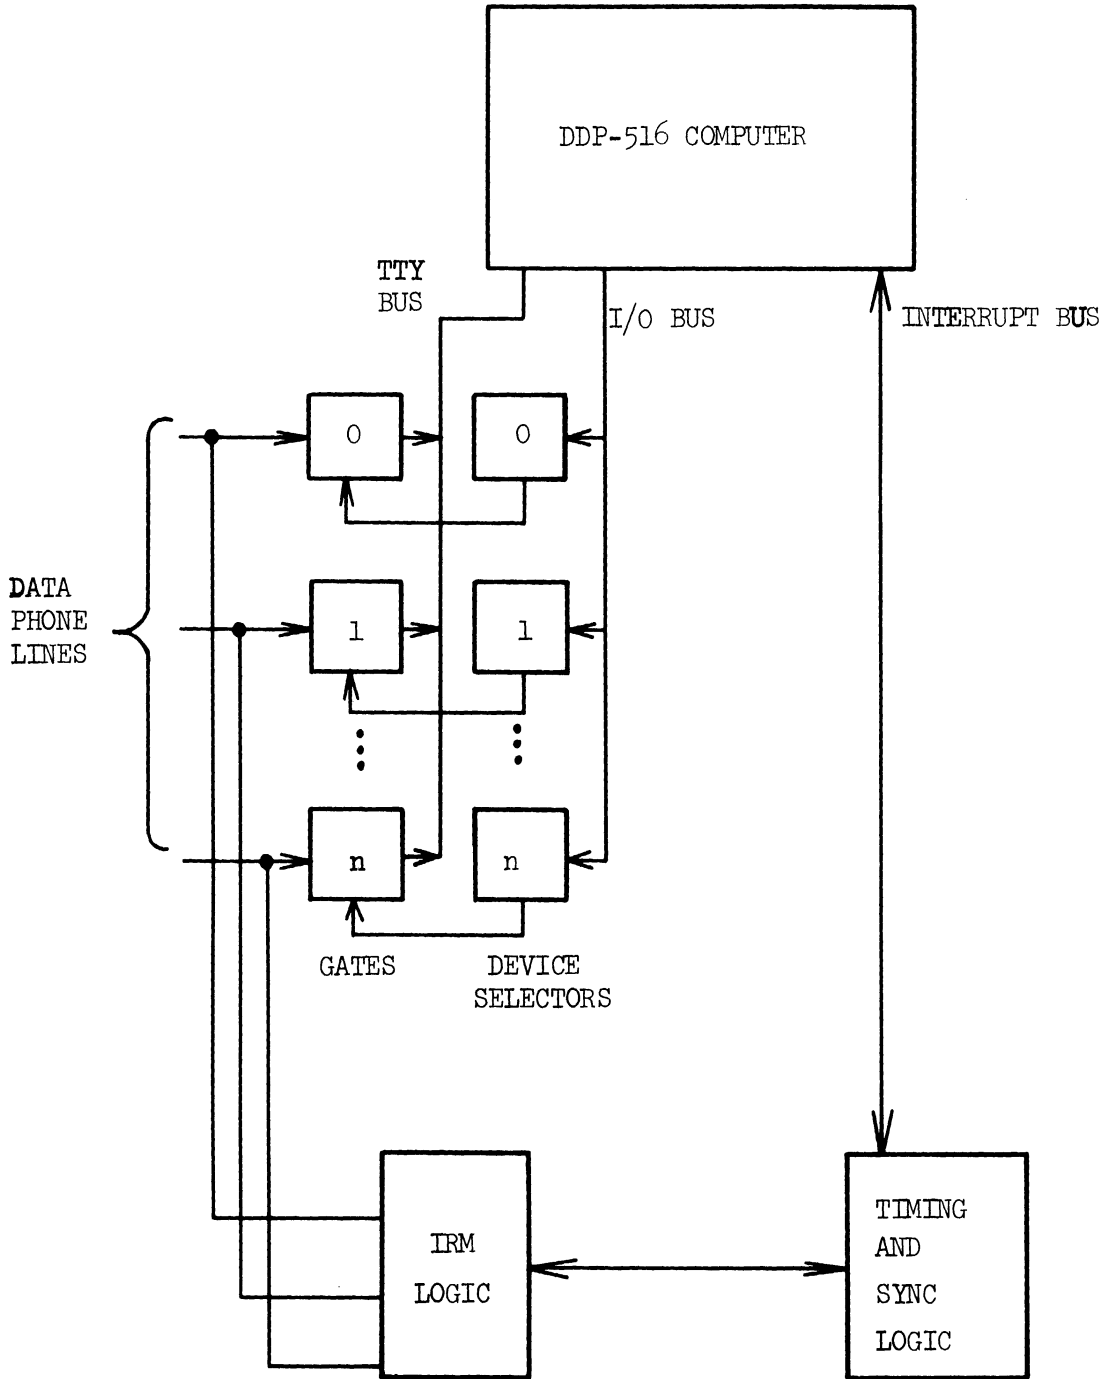 DDP-516 COMPUTER
TTY
BUS
I/O BUS
INTERRUPT BUS
0
0
DATA
PHONE
LINES
1
1
n
n
GATES
DEVICE
SELECTORS
IRM
LOGIC
TIMING
AND
SYNC
LOGIC